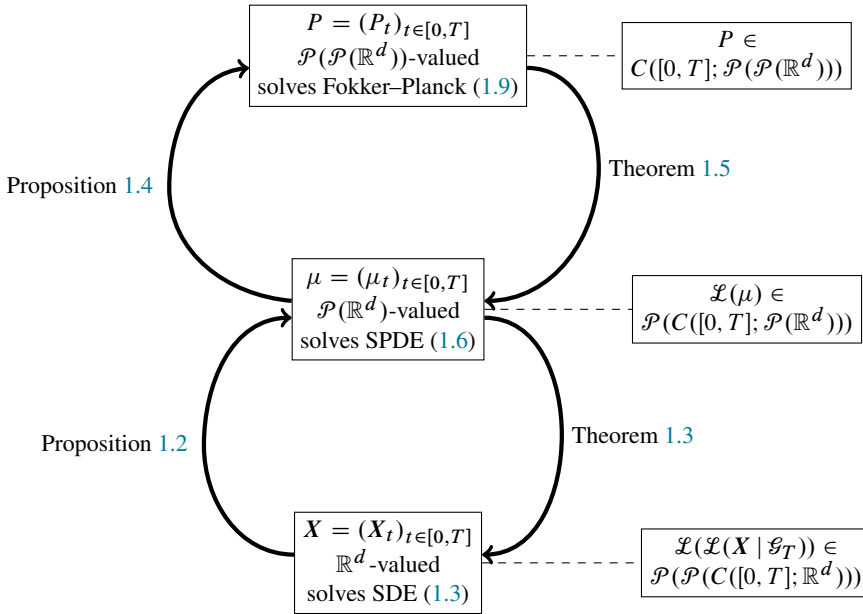 P = (P_t)_{t∈[0,T]}
𝒫(𝒫(ℝ^d))-valued
solves Fokker–Planck (1.9)
P ∈
C([0, T]; 𝒫(𝒫(ℝ^d)))
Proposition 1.4
Theorem 1.5
μ = (μ_t)_{t∈[0,T]}
𝒫(ℝ^d)-valued
solves SPDE (1.6)
ℒ(μ) ∈
𝒫(C([0, T]; 𝒫(ℝ^d)))
Proposition 1.2
Theorem 1.3
X = (X_t)_{t∈[0,T]}
ℝ^d-valued
solves SDE (1.3)
ℒ(ℒ(X | 𝒢_T)) ∈
𝒫(𝒫(C([0, T]; ℝ^d)))